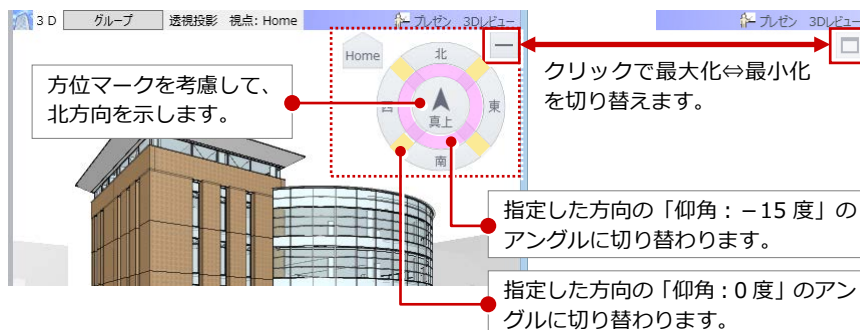 3 D グループ 透視投影 視点: Home プレゼン 3Dレビュー
プレゼン 3Dレビュー
Home
北
西
東
真上
南
方位マークを考慮して、
北方向を示します。
クリックで最大化⇔最小化
を切り替えます。
指定した方向の「仰角：－15 度」の
アングルに切り替わります。
指定した方向の「仰角：0 度」のアン
グルに切り替わります。